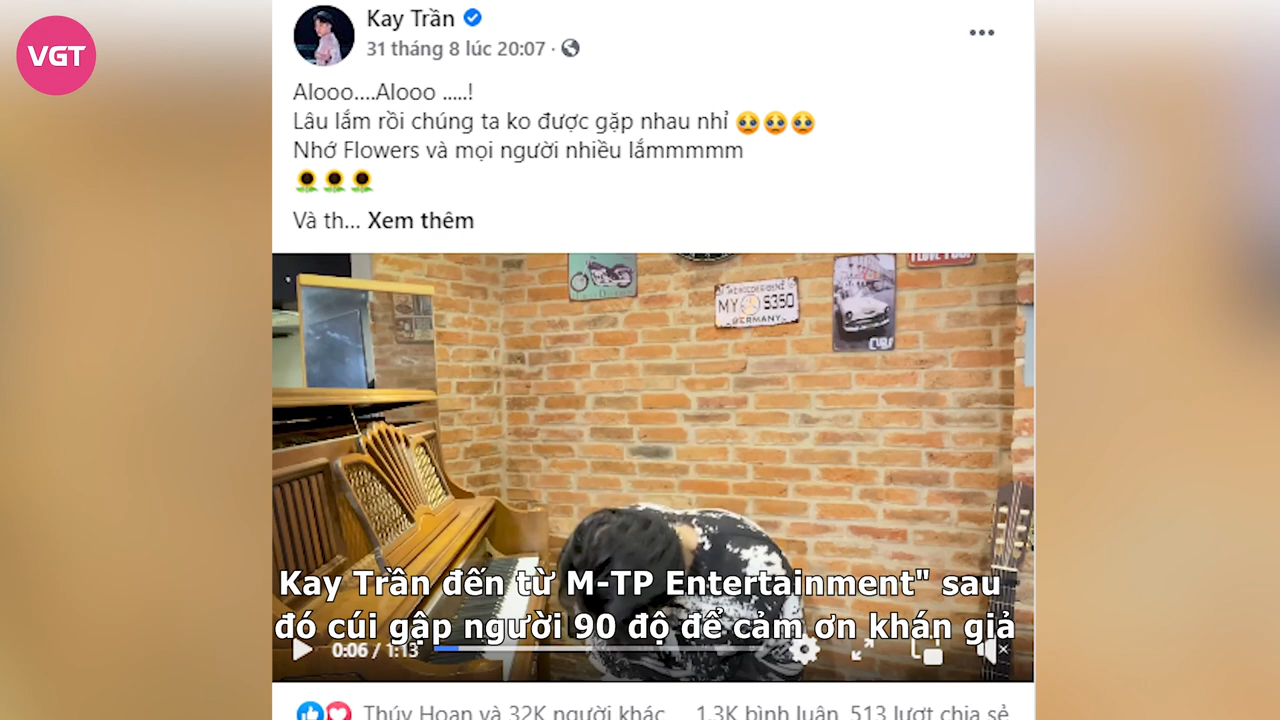 VGT
Kay Trần
31 tháng 8 lúc 20:07 ·
Alooo....Alooo .....!
Lâu lắm rồi chúng ta ko được gặp nhau nhỉ 🥺🥺🥺
Nhớ Flowers và mọi người nhiều lắmmmmm
🌻🌻🌻
Và th... Xem thêm
I LOVE
MY S350
GERMANY
Kay Trần đến từ M-TP Entertainment" sau
đó cúi gập người 90 độ để cảm ơn khán giả
0:06 / 1:13
Thúy Hoan và 32K người khác 1,3K bình luận 513 lượt chia sẻ